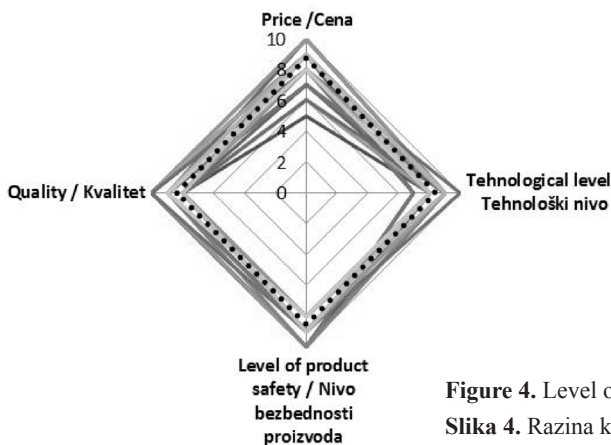 Price /Cena
10
8
6
4
2
0
Quality / Kvalitet
Tehnological level
Tehnološki nivo
Level of product
safety / Nivo
bezbednosti
proizvoda
Figure 4. Level o
Slika 4. Razina k